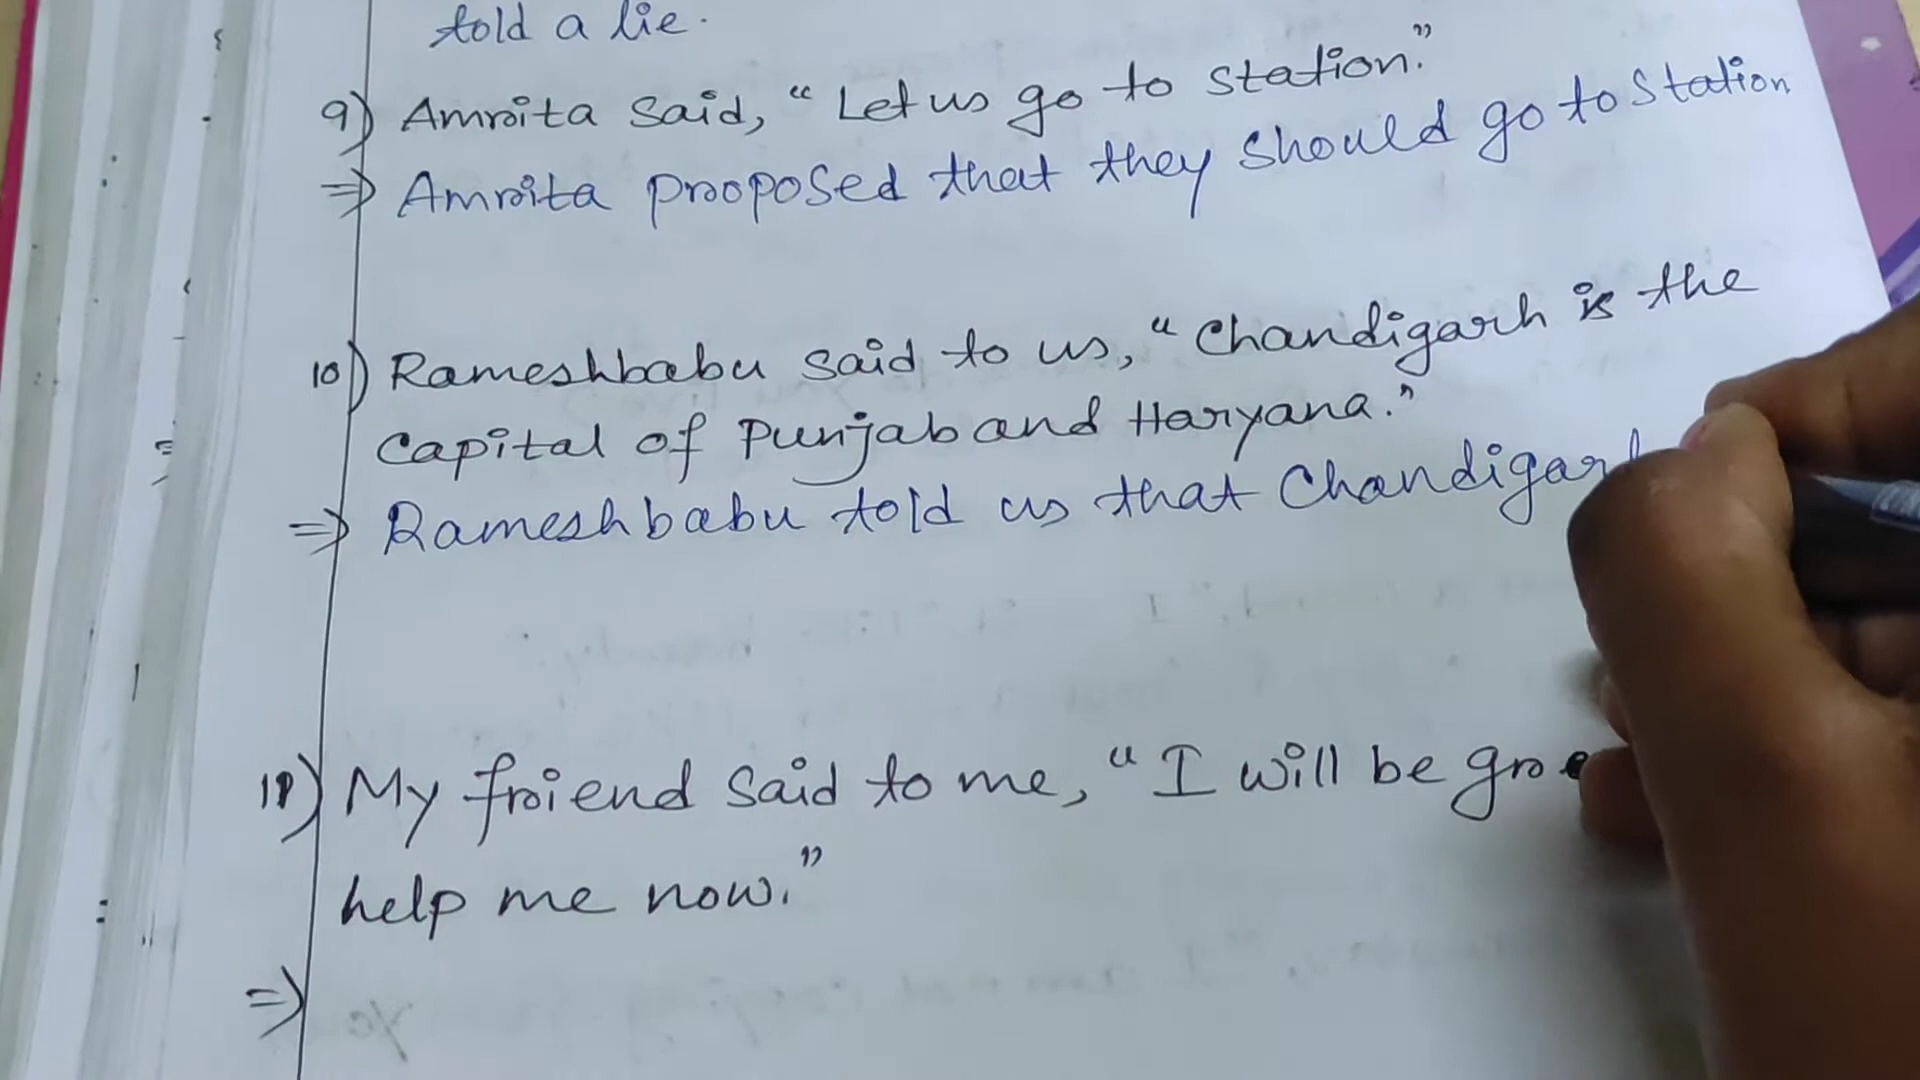 told a lie.
9) Amrita said, "Let us go to station."
⇒ Amrita proposed that they should go to station
10) Rameshbabu said to us, "Chandigarh is the
capital of Punjab and Haryana."
⇒ Rameshbabu told us that Chandigarh
11) My friend said to me, "I will be
help me now."
⇒